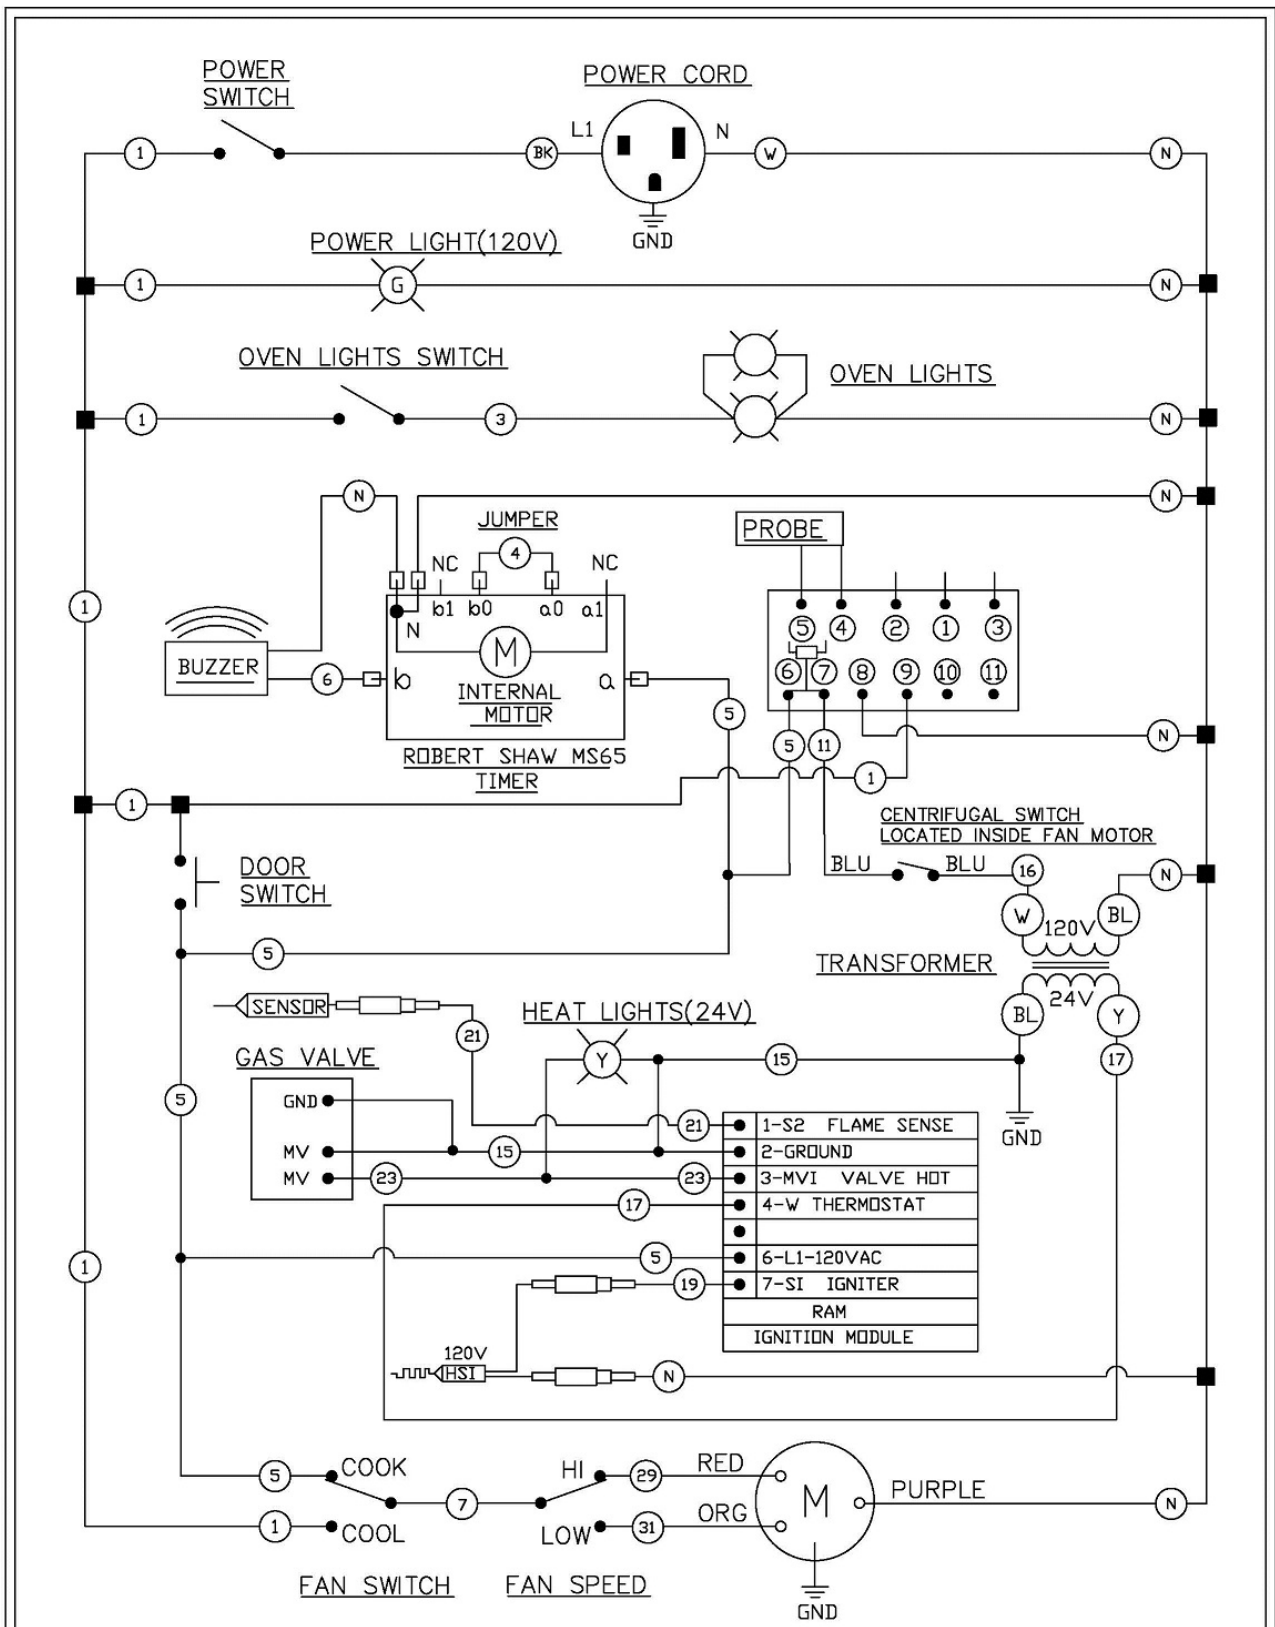 POWER
SWITCH
POWER CORD
L1
N
1
BK
W
N
GND
POWER LIGHT(120V)
1
G
N
OVEN LIGHTS SWITCH
OVEN LIGHTS
1
3
N
N
N
JUMPER
4
NC
NC
b1
b0
a0
a1
N
M
INTERNAL
MOTOR
b
a
ROBERT SHAW MS65
TIMER
1
BUZZER
6
5
PROBE
5
4
2
1
3
6
7
8
9
10
11
5
11
N
1
1
CENTRIFUGAL SWITCH
LOCATED INSIDE FAN MOTOR
BLU
BLU
16
N
DOOR
SWITCH
W
BL
120V
TRANSFORMER
24V
BL
Y
5
SENSOR
21
HEAT LIGHTS(24V)
Y
15
17
GND
GAS VALVE
GND
MV
MV
5
15
23
21
23
17
5
19
1-S2 FLAME SENSE
2-GROUND
3-MVI VALVE HOT
4-W THERMOSTAT
6-L1-120VAC
7-SI IGNITER
RAM
IGNITION MODULE
1
120V
HSI
N
5
COOK
7
HI
29
RED
M
PURPLE
N
1
COOL
LOW
31
ORG
FAN SWITCH
FAN SPEED
GND